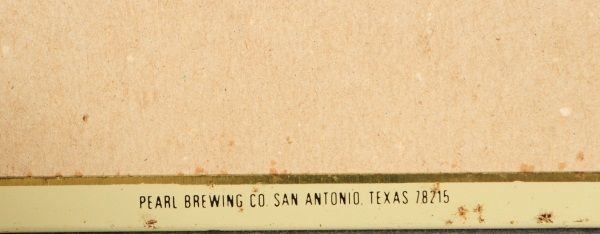 PEARL BREWING CO. SAN ANTONIO, TEXAS 78215